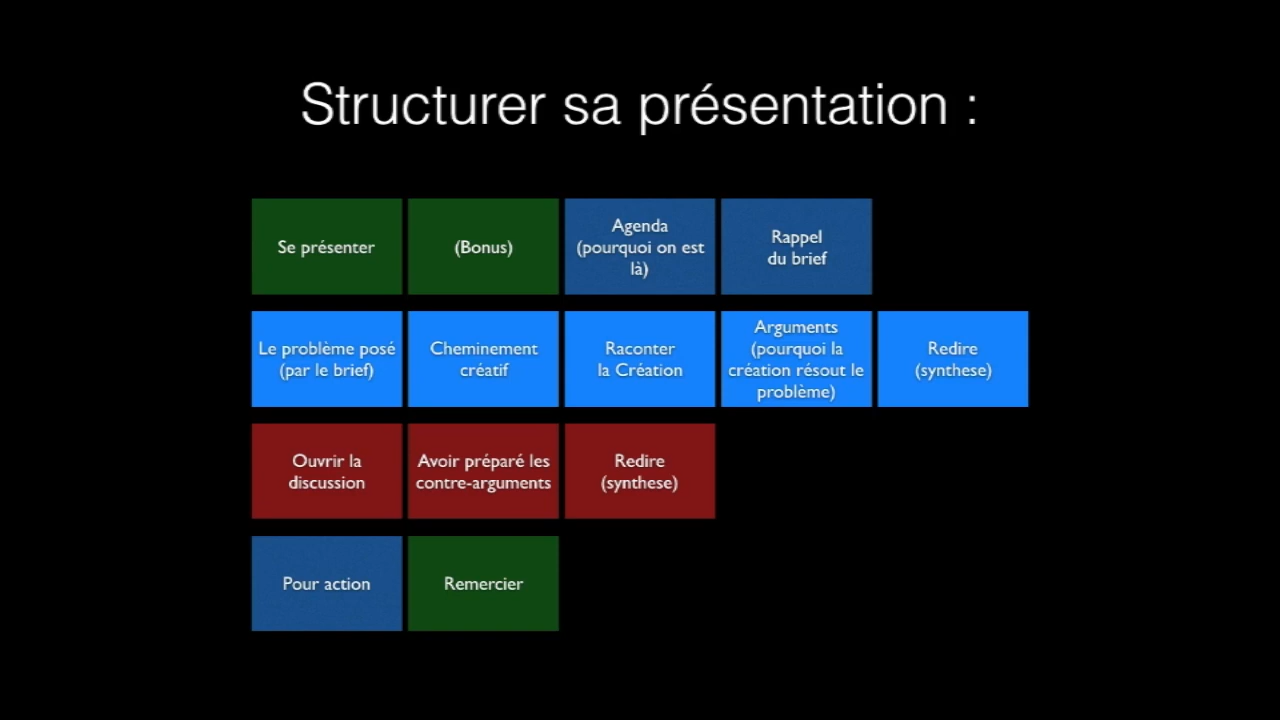 Structurer sa présentation :
Se présenter
(Bonus)
Agenda
(pourquoi on est
là)
Rappel
du brief
Le problème posé
(par le brief)
Cheminement
créatif
Raconter
la Création
Arguments
(pourquoi la
création résout le
problème)
Redire
(synthese)
Ouvrir la
discussion
Avoir préparé les
contre-arguments
Redire
(synthese)
Pour action
Remercier